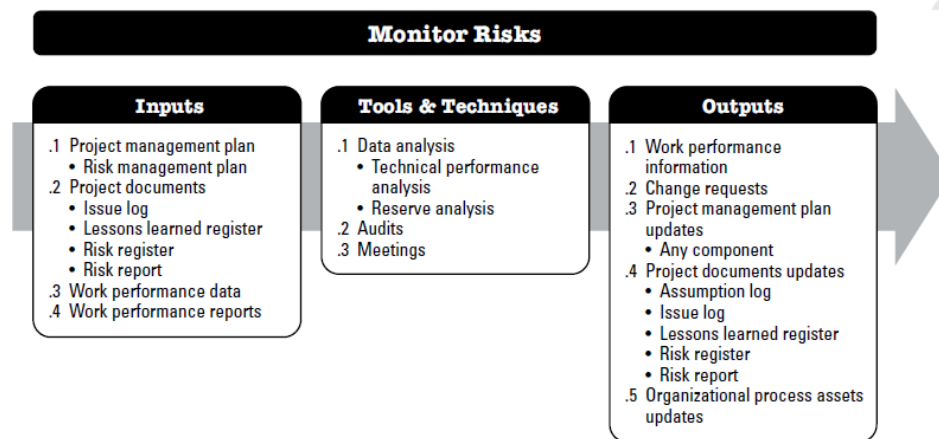 Monitor Risks
Inputs
.1 Project management plan
• Risk management plan
.2 Project documents
• Issue log
• Lessons learned register
• Risk register
• Risk report
.3 Work performance data
.4 Work performance reports
Tools & Techniques
.1 Data analysis
• Technical performance
analysis
• Reserve analysis
.2 Audits
.3 Meetings
Outputs
.1 Work performance
information
.2 Change requests
.3 Project management plan
updates
• Any component
.4 Project documents updates
• Assumption log
• Issue log
• Lessons learned register
• Risk register
• Risk report
.5 Organizational process assets
updates